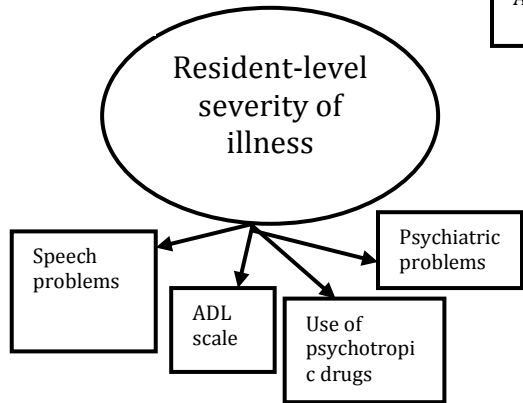 Resident-level
severity of
illness
Speech
problems
ADL
scale
Use of
psychotropi
c drugs
Psychiatric
problems